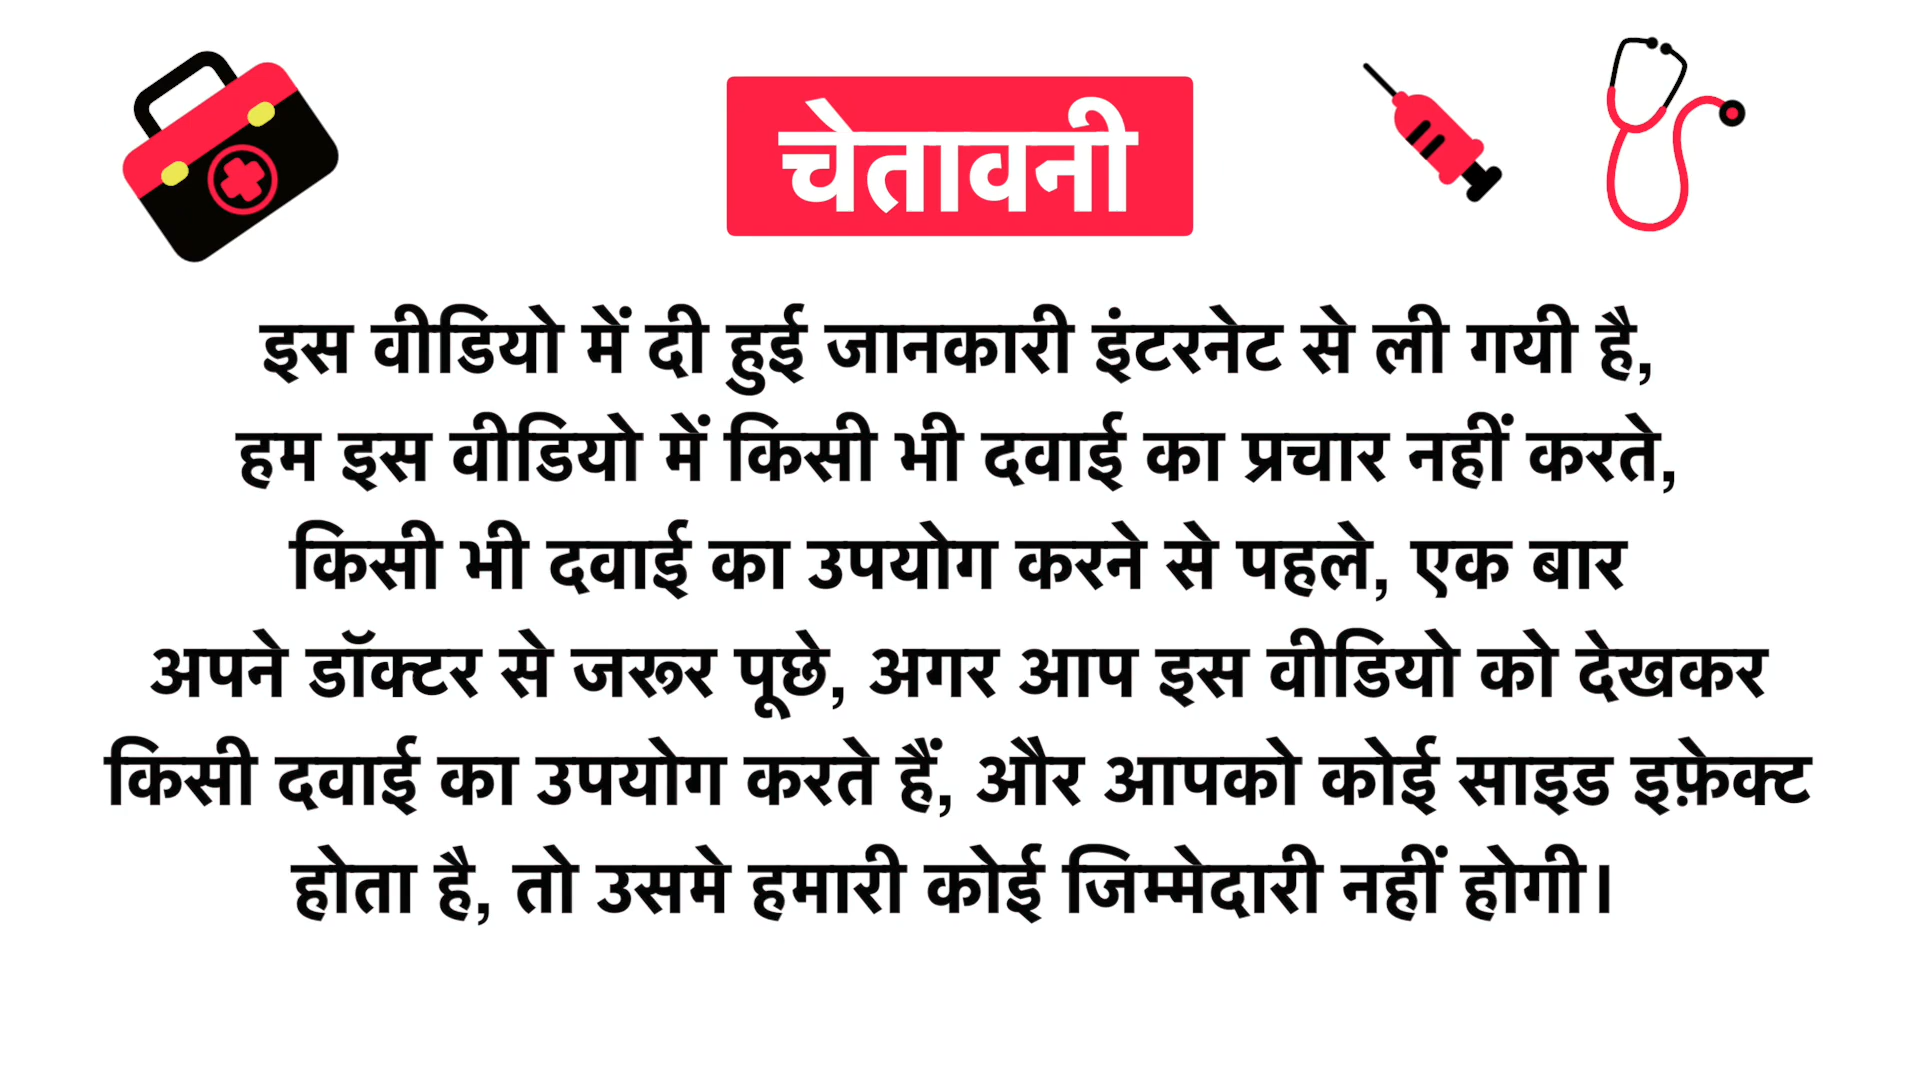 चेतावनी
इस वीडियो में दी हुई जानकारी इंटरनेट से ली गयी है,
हम इस वीडियो में किसी भी दवाई का प्रचार नहीं करते,
किसी भी दवाई का उपयोग करने से पहले, एक बार
अपने डॉक्टर से जरूर पूछे, अगर आप इस वीडियो को देखकर
किसी दवाई का उपयोग करते हैं, और आपको कोई साइड इफ़ेक्ट
होता है, तो उसमे हमारी कोई जिम्मेदारी नहीं होगी।